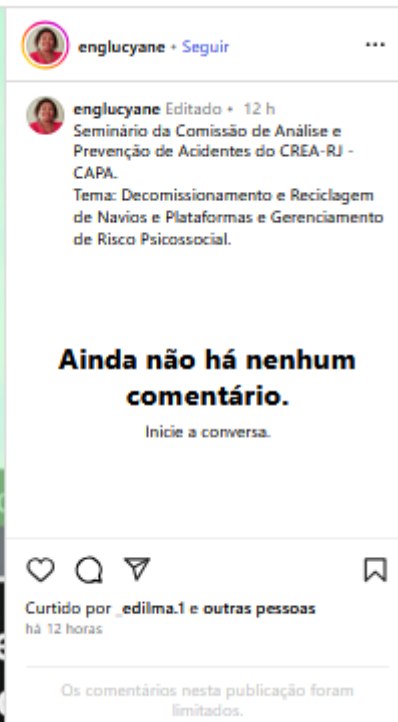 englucyane • Seguir
englucyane Editado • 12 h
Seminário da Comissão de Análise e
Prevenção de Acidentes do CREA-RJ -
CAPA.
Tema: Decomissionamento e Reciclagem
de Navios e Plataformas e Gerenciamento
de Risco Psicossocial.
Ainda não há nenhum
comentário.
Inicie a conversa.
Curtido por _edilma.1 e outras pessoas
há 12 horas
Os comentários nesta publicação foram
limitados.